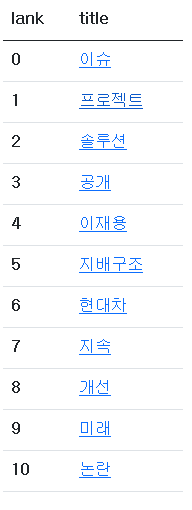 lank title
0 이슈
1 프로젝트
2 솔루션
3 공개
4 이재용
5 지배구조
6 현대차
7 지속
8 개선
9 미래
10 논란